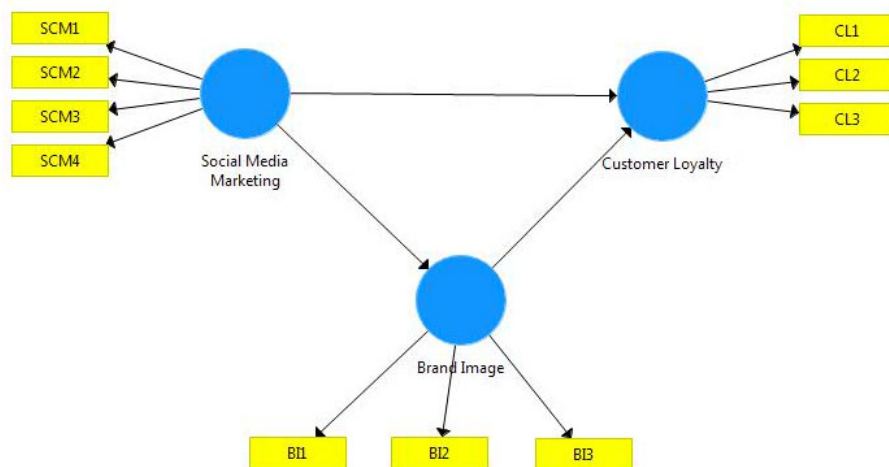 SCM1
SCM2
SCM3
SCM4
Social Media
Marketing
CL1
CL2
CL3
Customer Loyalty
Brand Image
BI1
BI2
BI3